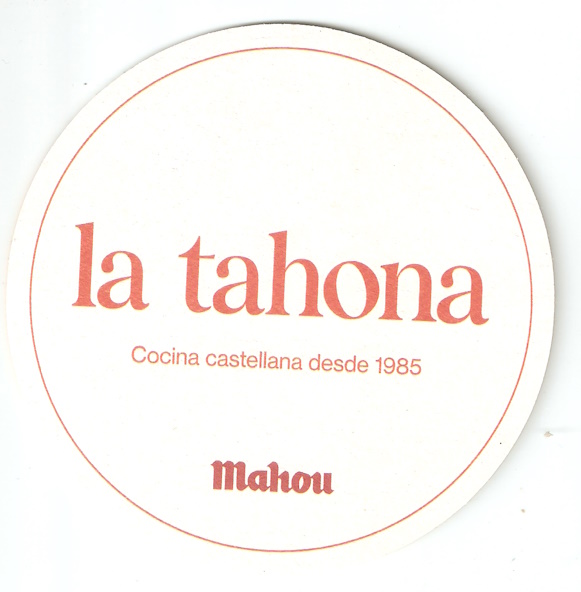 la tahona
Cocina castellana desde 1985
Mahou